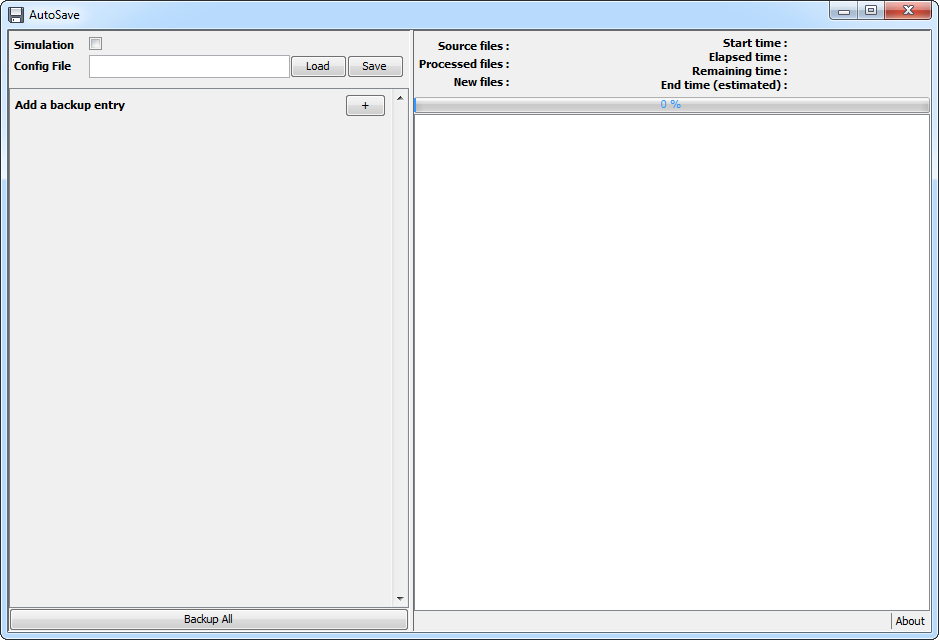 AutoSave
Simulation
Config File Load Save
Add a backup entry +
Backup All
Source files :
Processed files :
New files :
Start time :
Elapsed time :
Remaining time :
End time (estimated) :
0 %
About